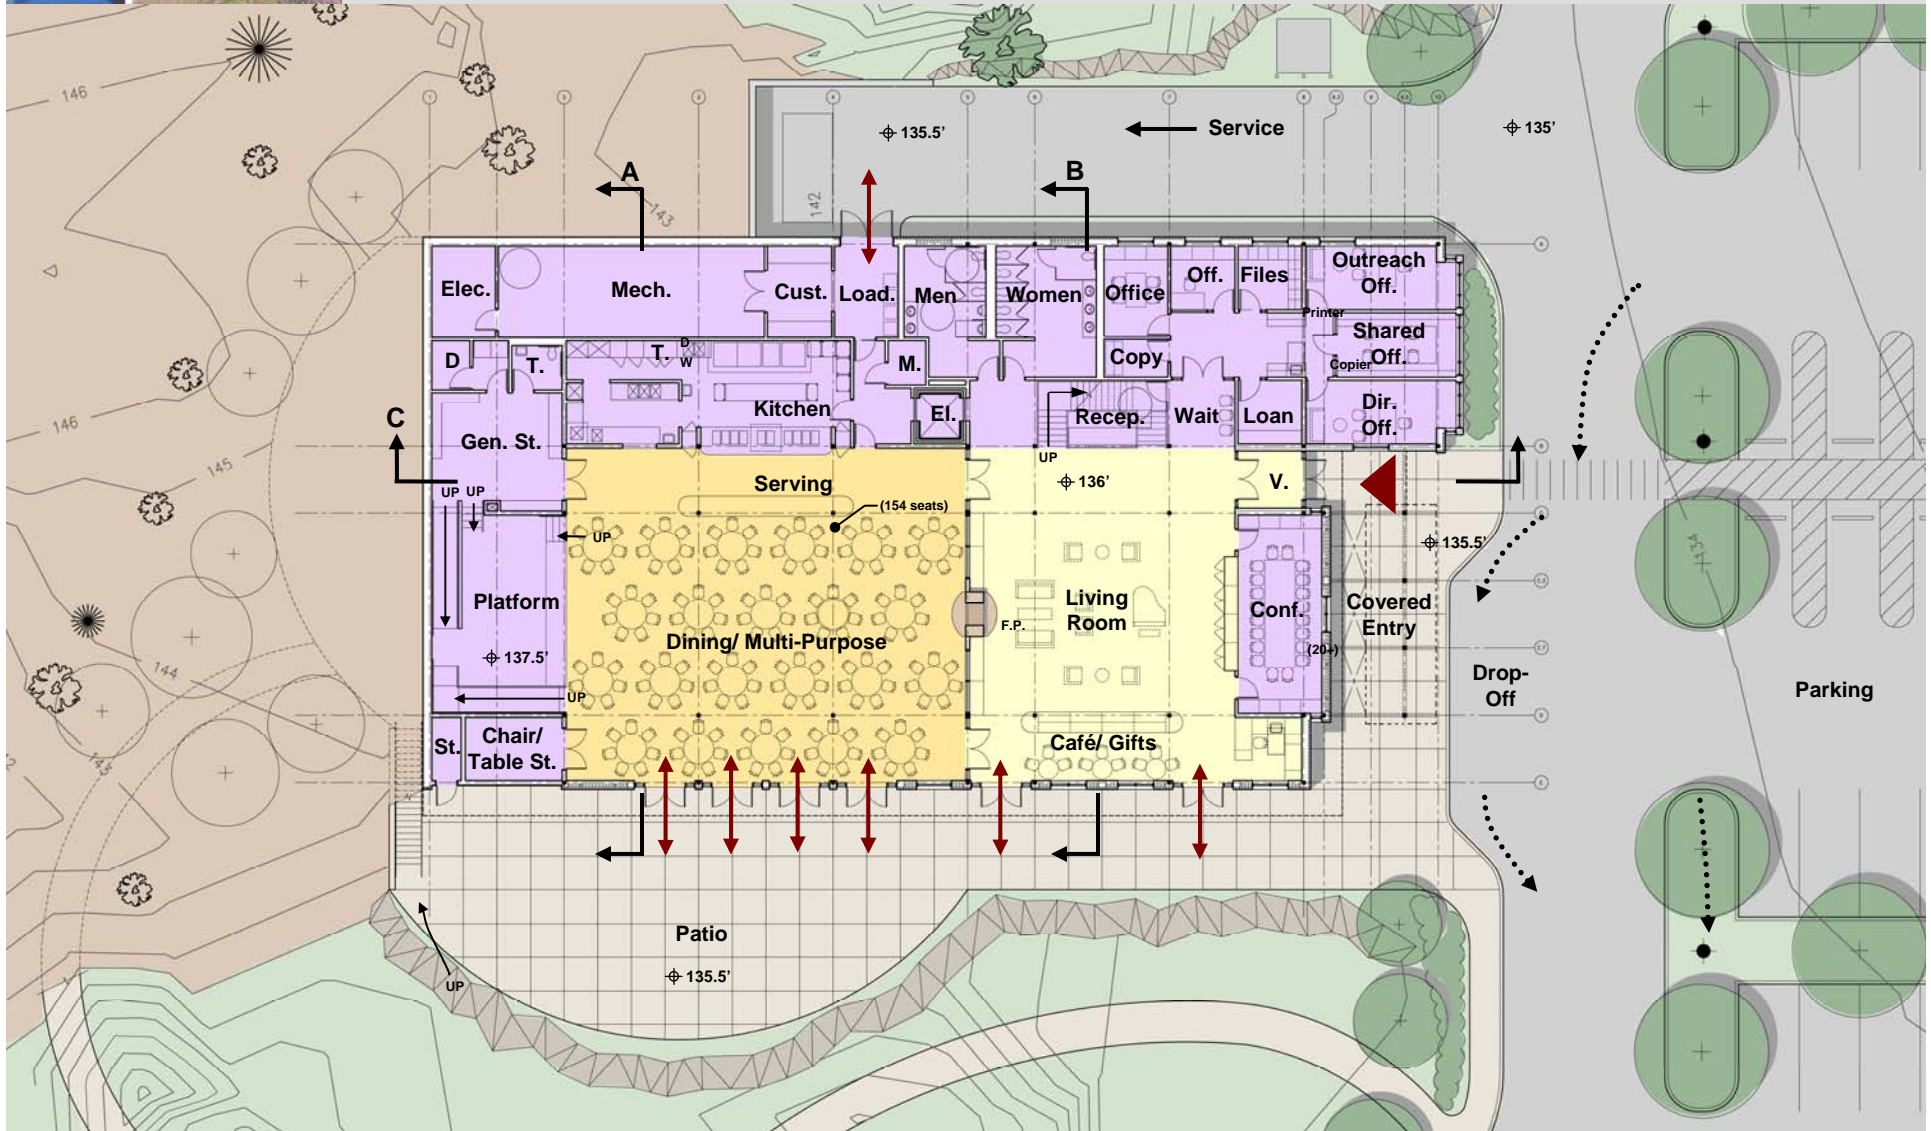 146
135.5'
Service
135'
A
B
142
143
Elec.
Mech.
Cust.
Load.
Men
Women
Office
Off.
Files
Outreach
Off.
Printer
Shared
Off.
Copier
D
T.
T.
D
W
M.
Copy
Kitchen
El.
Recep.
Wait
Loan
Dir.
Off.
C
146
145
Gen. St.
UP
UP
UP
136'
Serving
V.
(154 seats)
UP
135.5'
134
Platform
Dining/ Multi-Purpose
F.P.
Living
Room
Conf.
(20+)
Covered
Entry
137.5'
144
UP
Drop-
Off
Parking
St.
Chair/
Table St.
Café/ Gifts
143
Patio
135.5'
UP